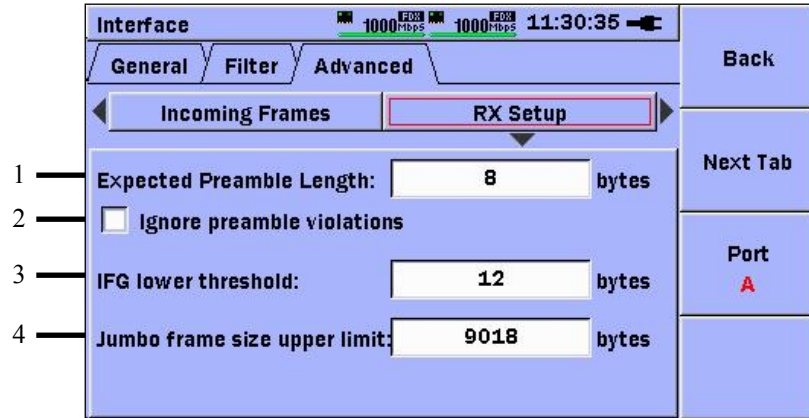 Interface 1000 FDX Mbps 1000 FDX Mbps 11:30:35
General Filter Advanced
Incoming Frames RX Setup
1 Expected Preamble Length: 8 bytes
2 Ignore preamble violations
3 IFG lower threshold: 12 bytes
4 Jumbo frame size upper limit: 9018 bytes
Back
Next Tab
Port
A